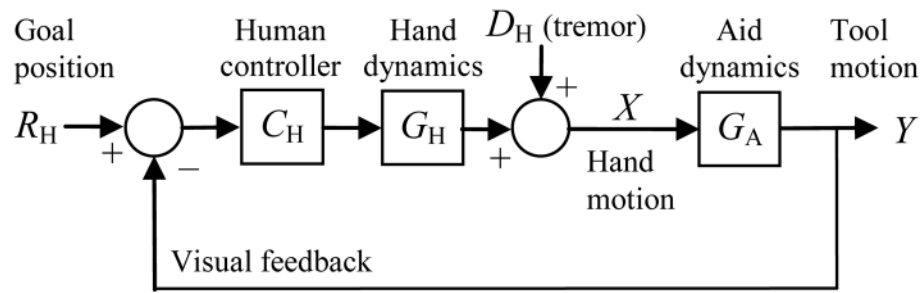 Goal position
Human controller
Hand dynamics
D_H (tremor)
Aid dynamics
Tool motion
R_H
+
−
C_H
G_H
+
+
X
Hand motion
G_A
Y
Visual feedback